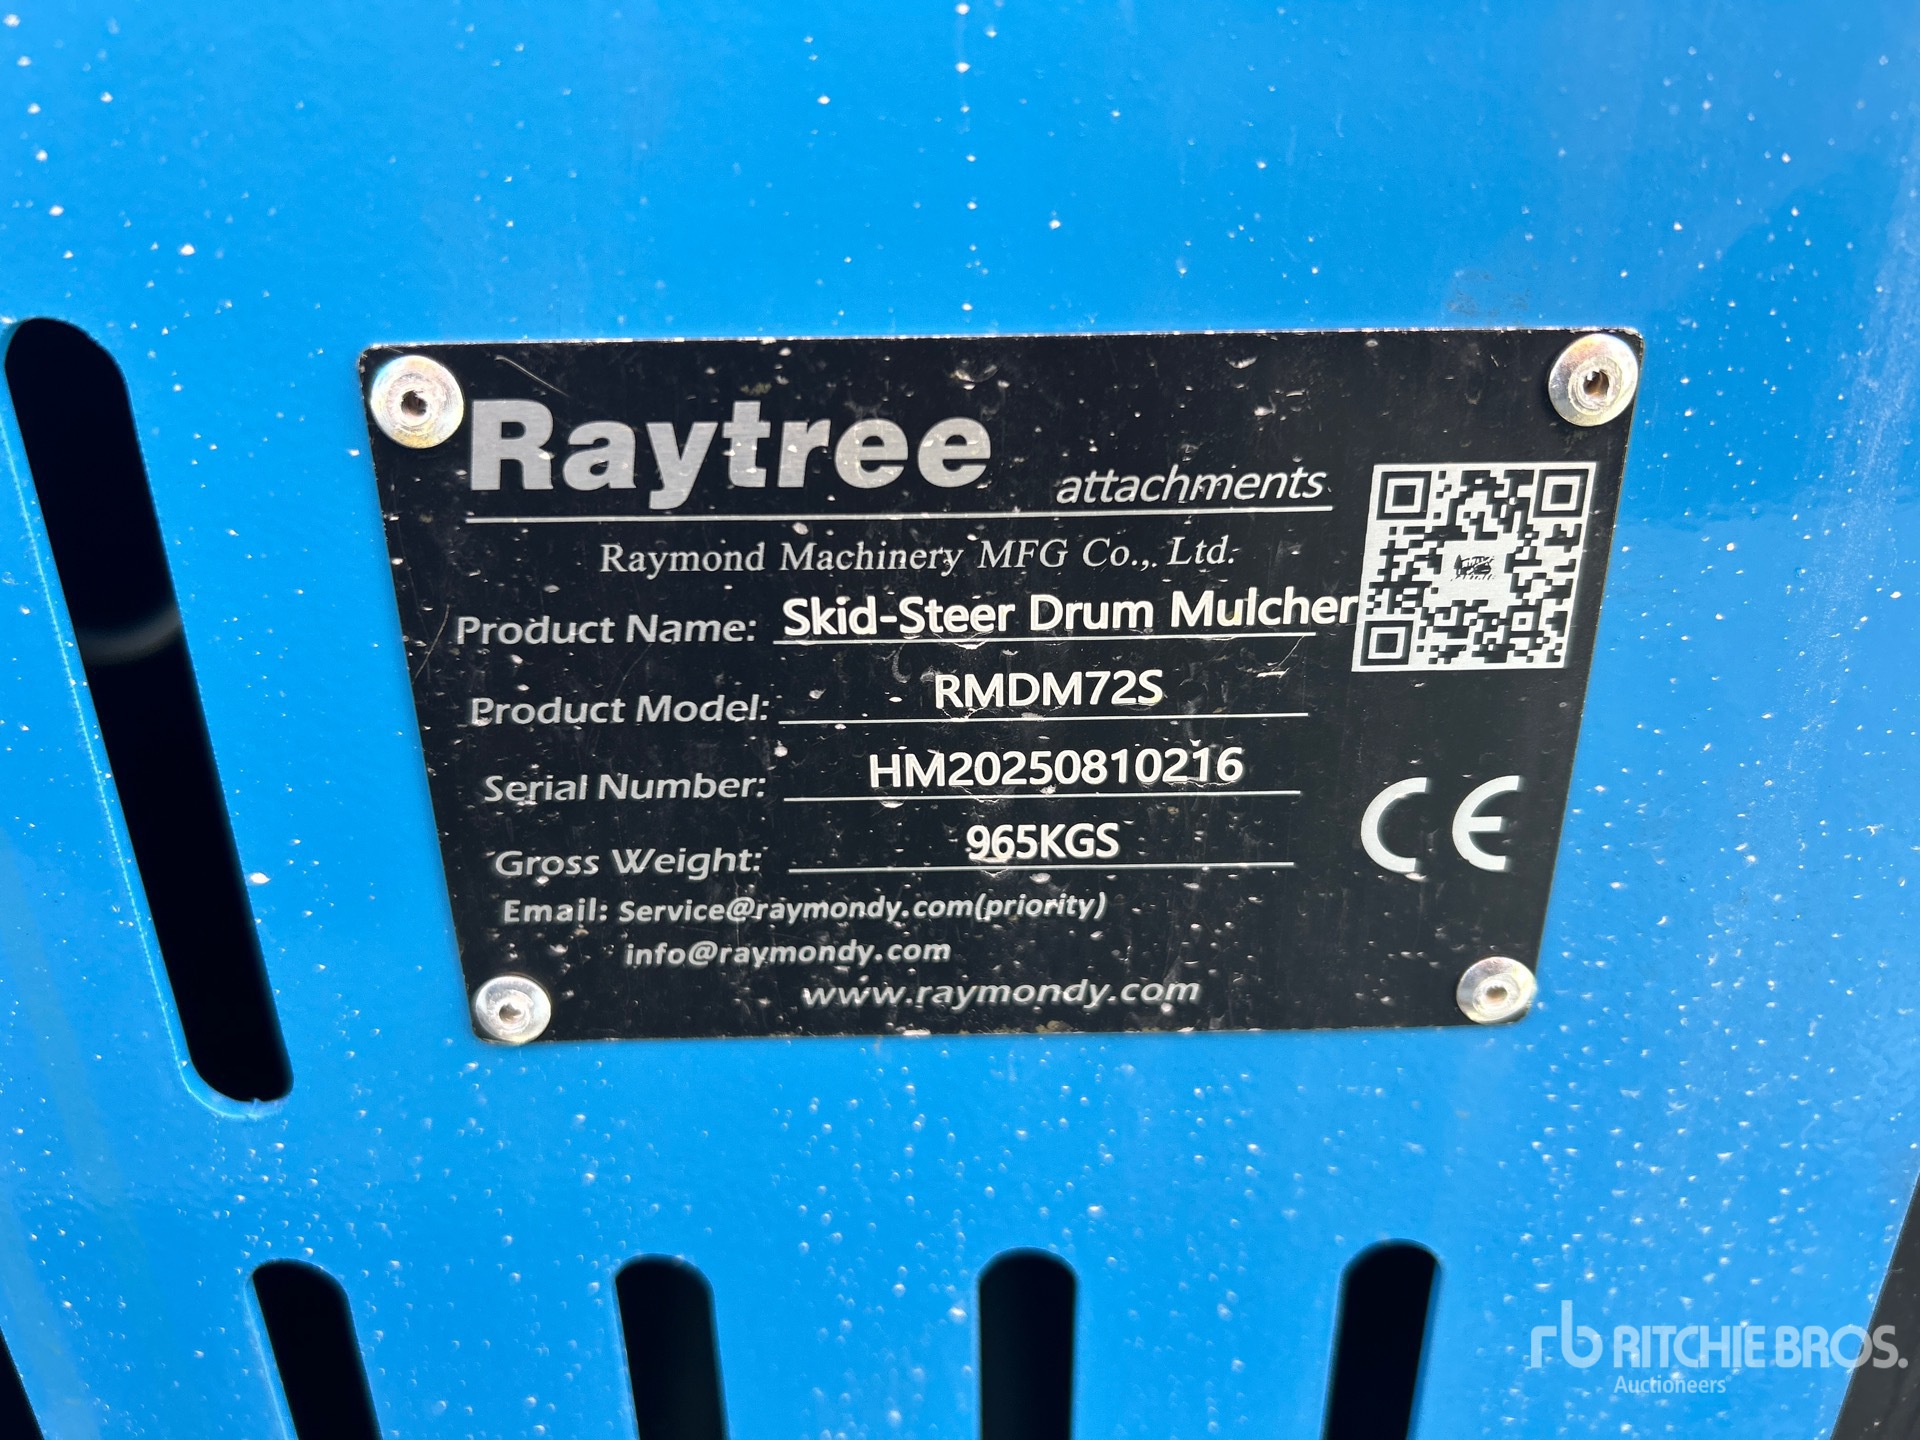 Raytree attachments
Raymond Machinery MFG Co., Ltd.
Product Name: Skid-Steer Drum Mulcher
Product Model: RMDM72S
Serial Number: HM20250810216
Gross Weight: 965KGS
CE
Email: Service@raymondy.com(priority)
info@raymondy.com
www.raymondy.com
rb RITCHIE BROS.
Auctioneers